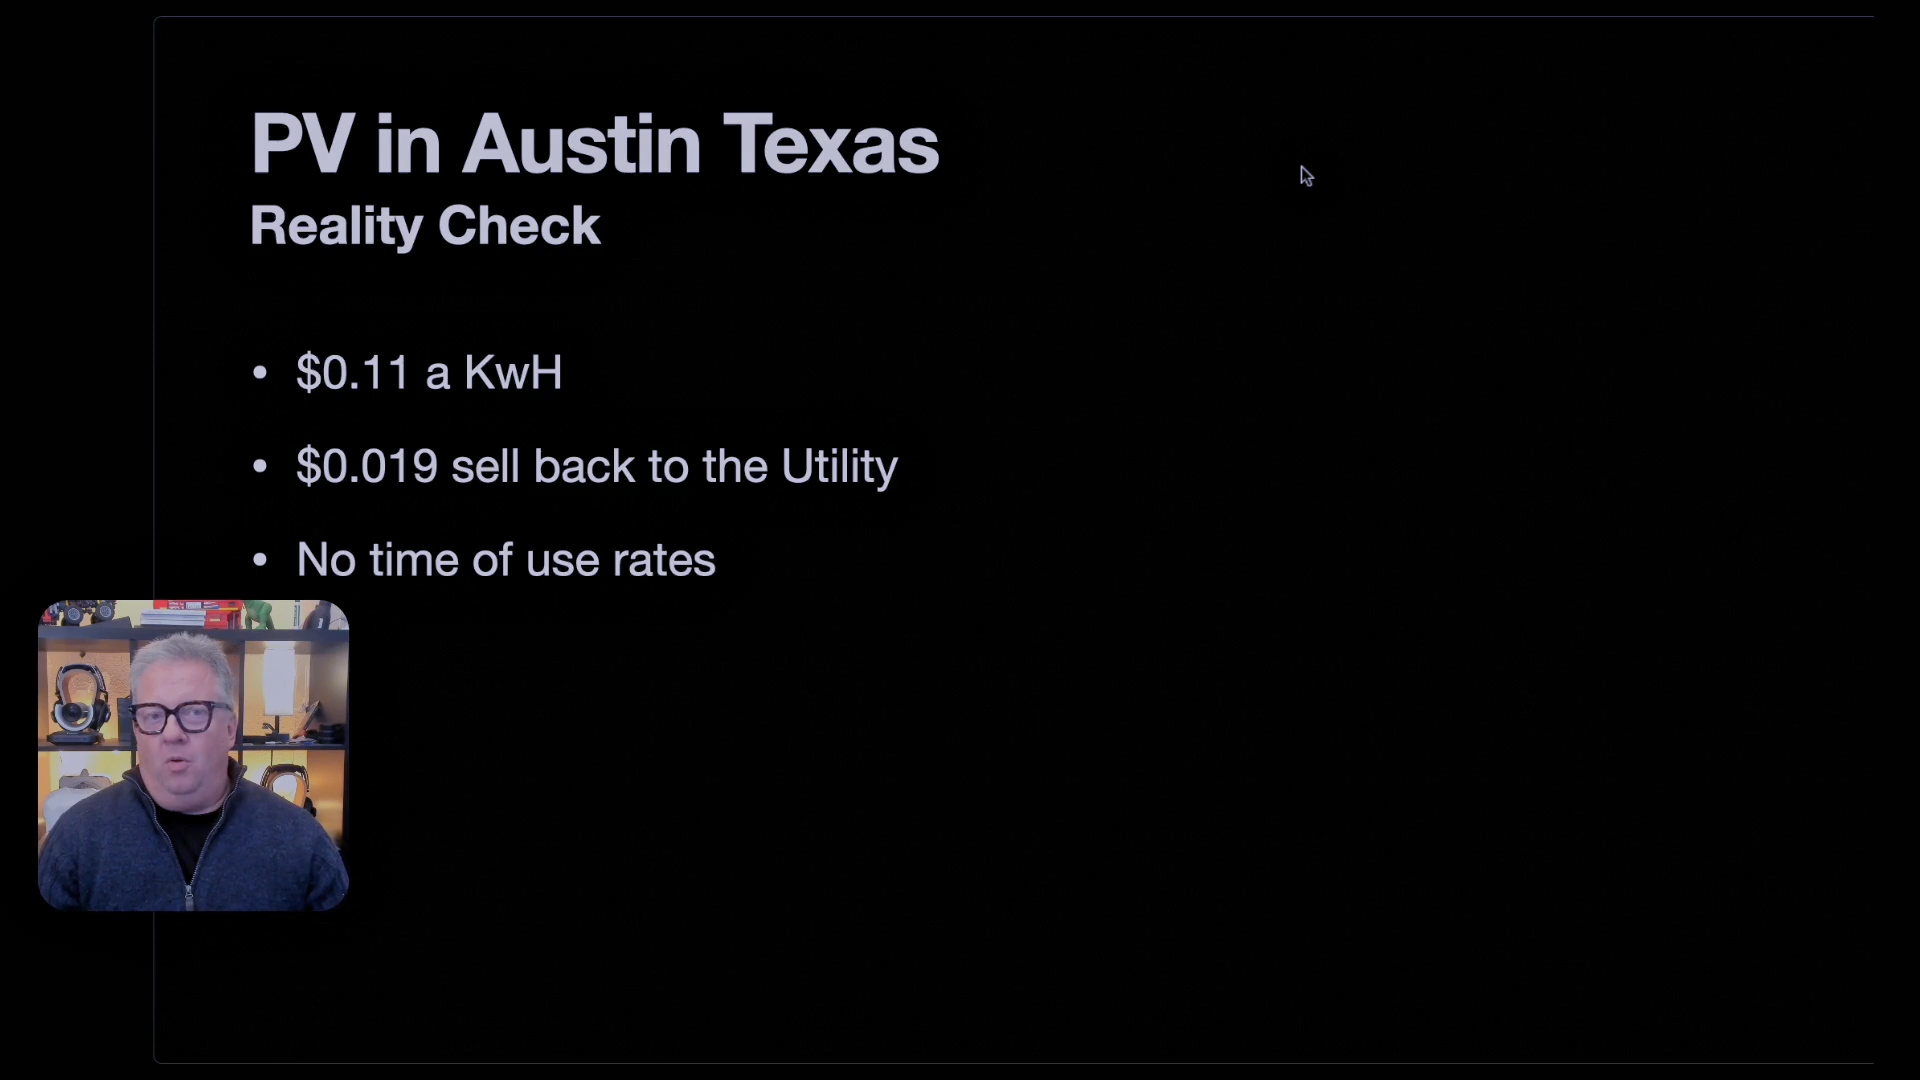 PV in Austin Texas
Reality Check
• $0.11 a KwH
• $0.019 sell back to the Utility
• No time of use rates